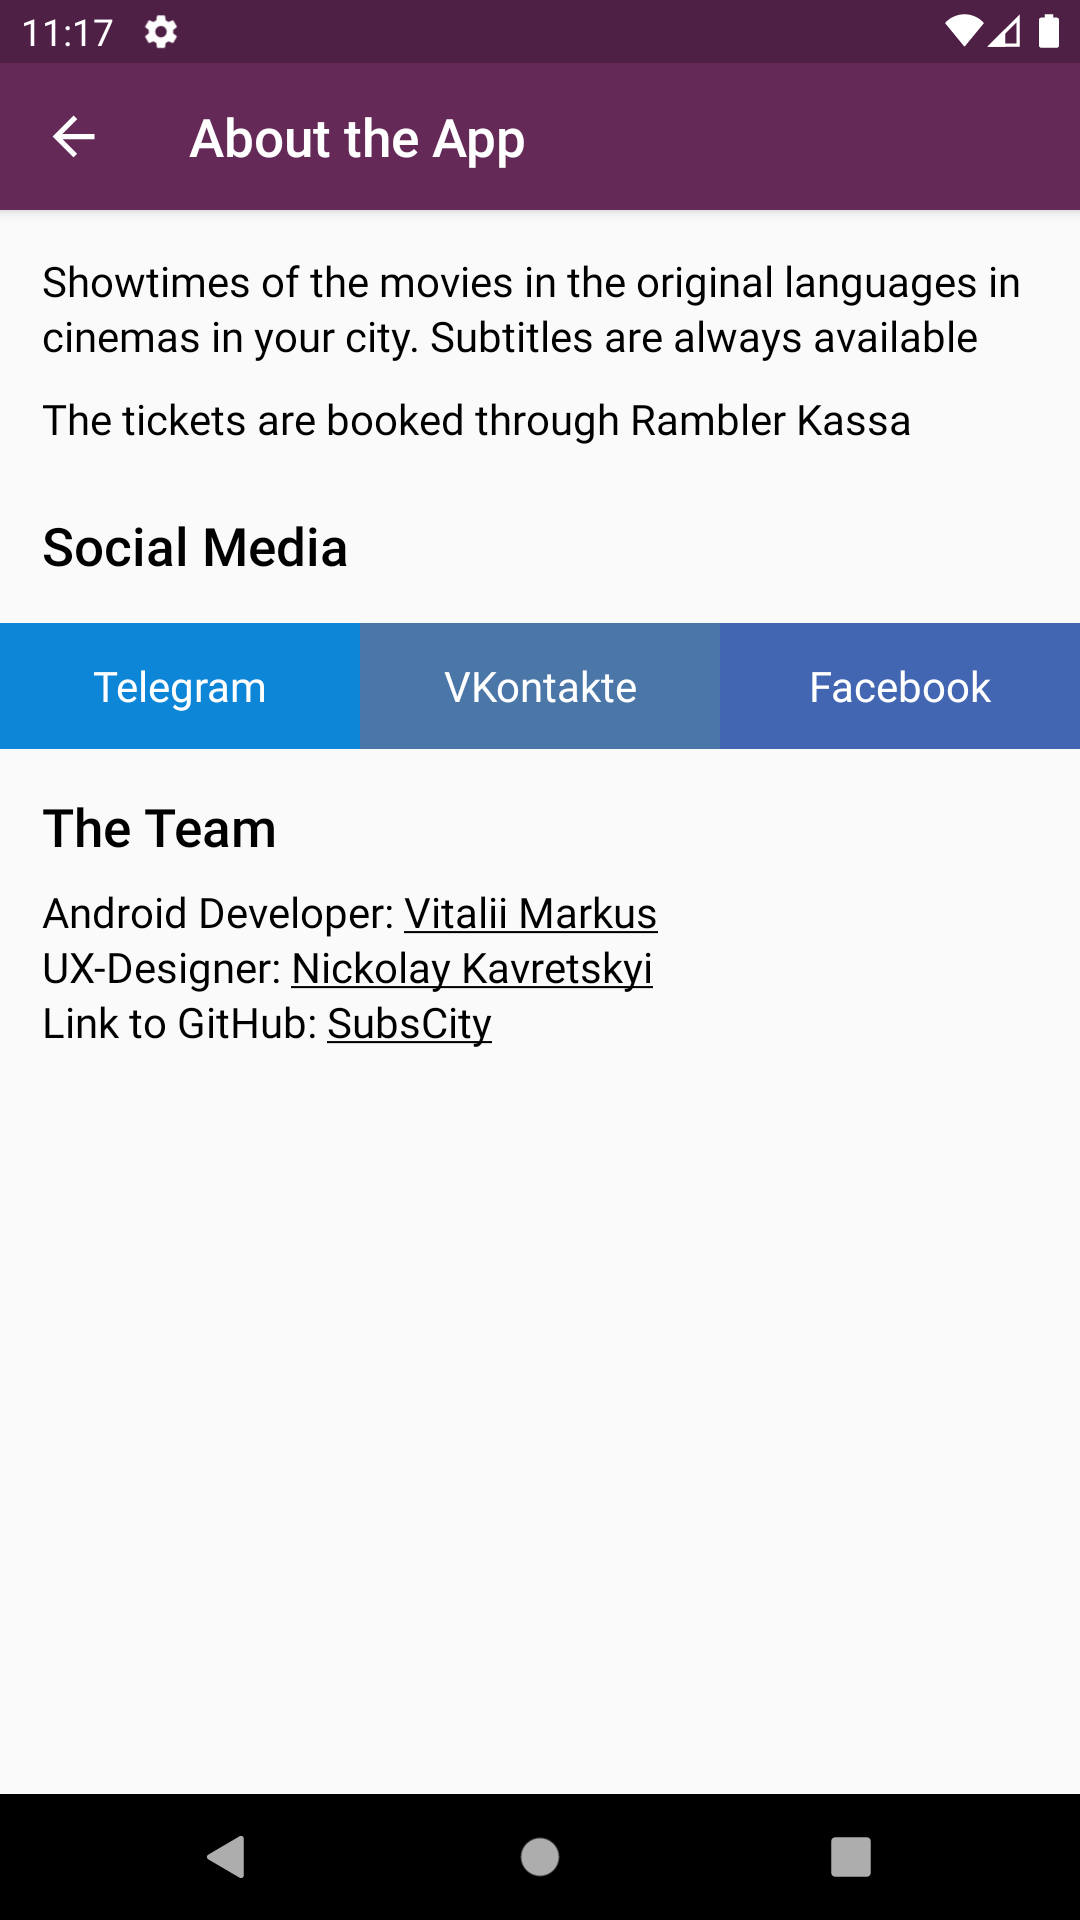 11:17
About the App
Showtimes of the movies in the original languages in
cinemas in your city. Subtitles are always available
The tickets are booked through Rambler Kassa
Social Media
Telegram
VKontakte
Facebook
The Team
Android Developer: Vitalii Markus
UX-Designer: Nickolay Kavretskyi
Link to GitHub: SubsCity